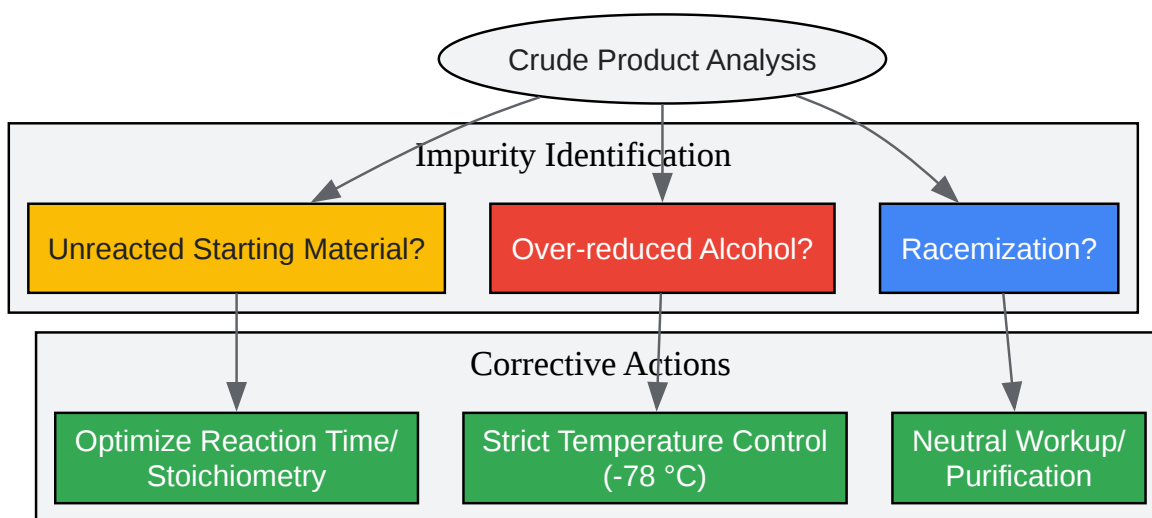 Crude Product Analysis
Impurity Identification
Unreacted Starting Material?
Over-reduced Alcohol?
Racemization?
Corrective Actions
Optimize Reaction Time/
Stoichiometry
Strict Temperature Control
(-78 °C)
Neutral Workup/
Purification